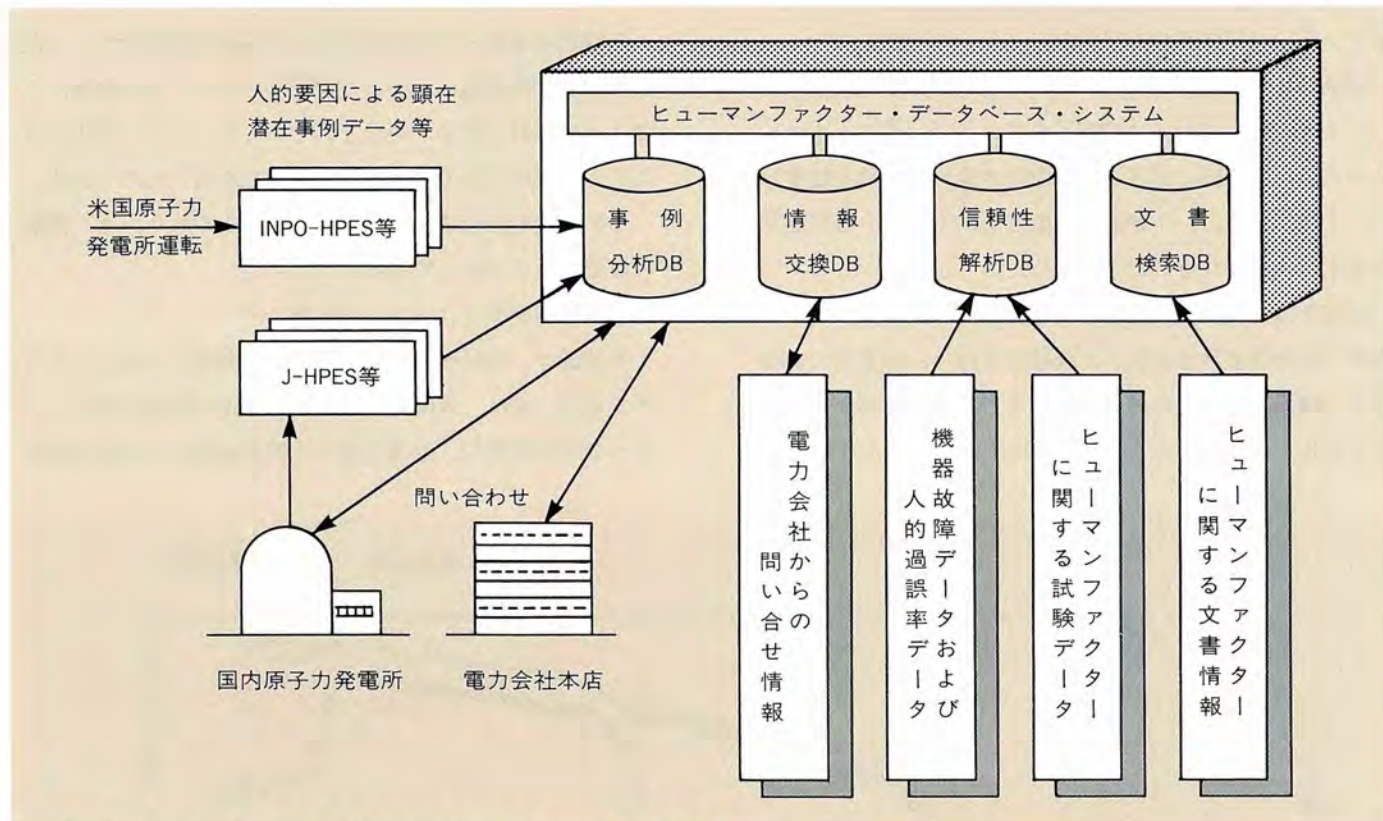 人的要因による顕在
潜在事例データ等
米国原子力
発電所運転
INPO-HPES等
J-HPES等
問い合わせ
国内原子力発電所
電力会社本店
ヒューマンファクター・データベース・システム
事例
分析DB
情報
交換DB
信頼性
解析DB
文書
検索DB
電力会社からの
問い合せ情報
機器故障データおよび
人的過誤率データ
ヒューマンファクター
に関する試験データ
ヒューマンファクター
に関する文書情報